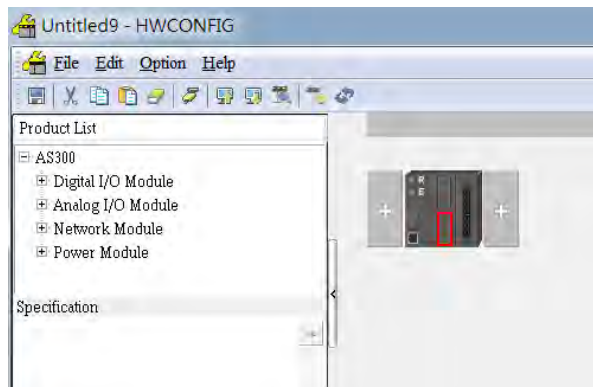 Untitled9 - HWCONFIG
File Edit Option Help
Product List
AS300
Digital I/O Module
Analog I/O Module
Network Module
Power Module
Specification
R
E